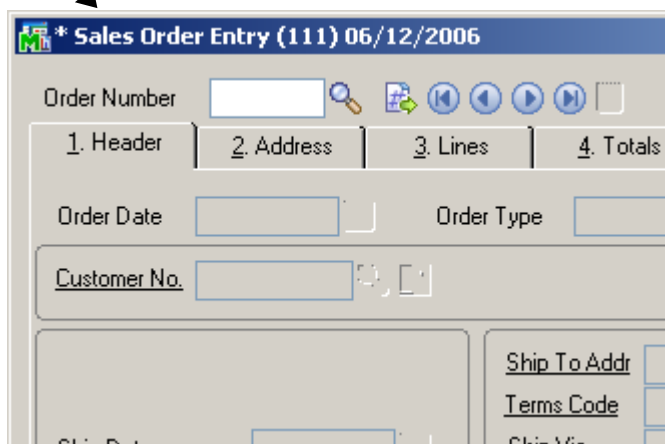 * Sales Order Entry (111) 06/12/2006
Order Number
1. Header 2. Address 3. Lines 4. Totals
Order Date Order Type
Customer No.
Ship To Addr
Terms Code